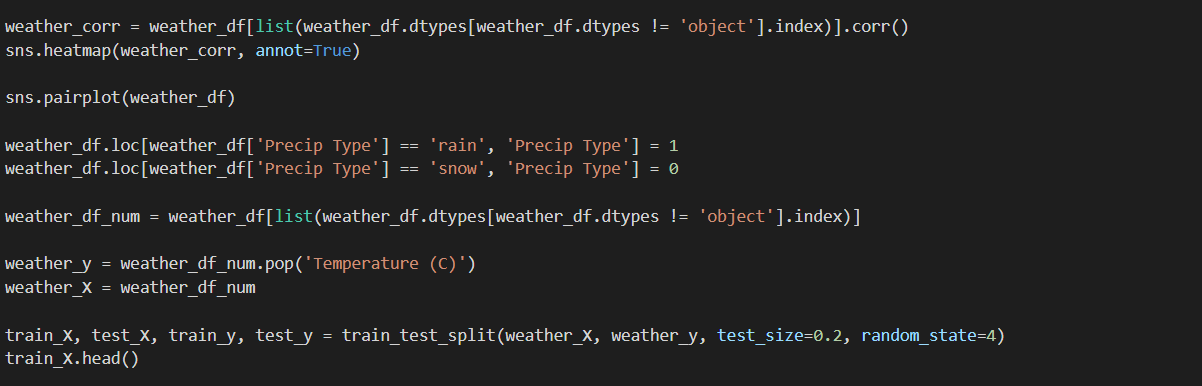 weather_corr = weather_df[list(weather_df.dtypes[weather_df.dtypes != 'object'].index)].corr()
sns.heatmap(weather_corr, annot=True)
sns.pairplot(weather_df)
weather_df.loc[weather_df['Precip Type'] == 'rain', 'Precip Type'] = 1
weather_df.loc[weather_df['Precip Type'] == 'snow', 'Precip Type'] = 0
weather_df_num = weather_df[list(weather_df.dtypes[weather_df.dtypes != 'object'].index)]
weather_y = weather_df_num.pop('Temperature (C)')
weather_X = weather_df_num
train_X, test_X, train_y, test_y = train_test_split(weather_X, weather_y, test_size=0.2, random_state=4)
train_X.head()